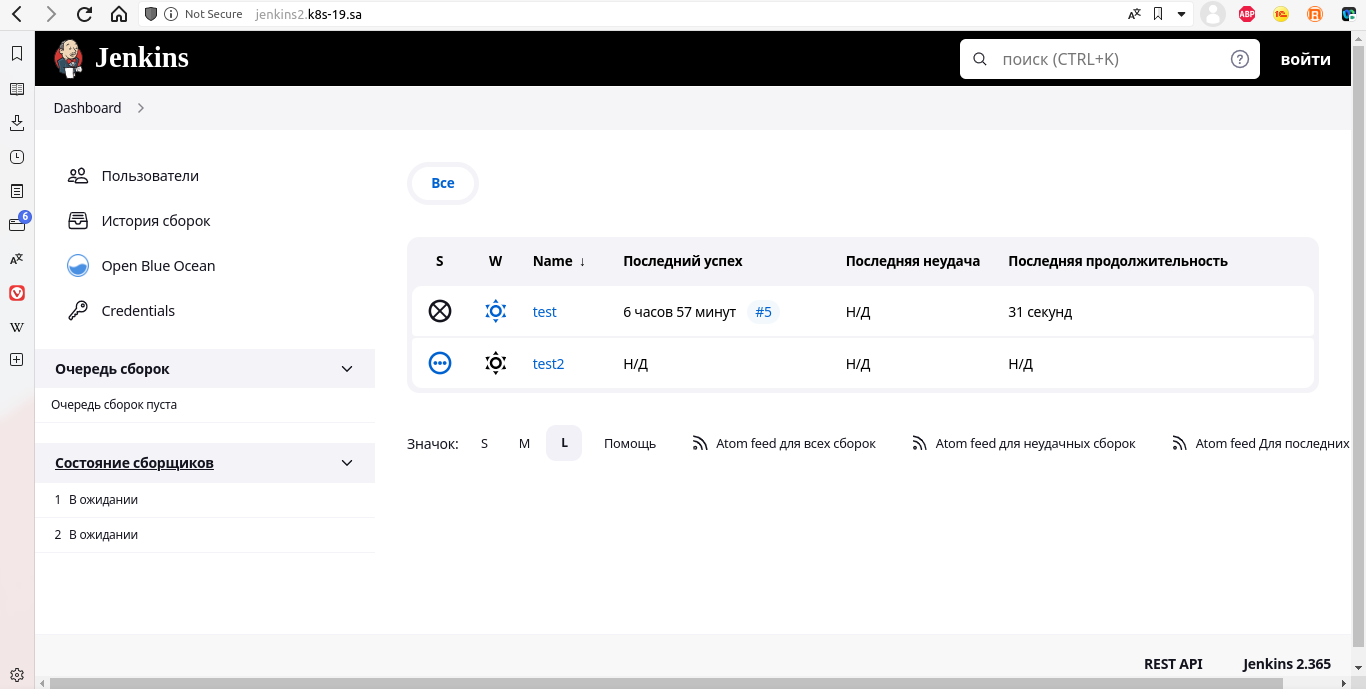 Not Secure jenkins2.k8s-19.sa
ABP
Jenkins
поиск (CTRL+K)
войти
Dashboard
6
Пользователи
История сборок
Open Blue Ocean
Credentials
Очередь сборок
Очередь сборок пуста
Состояние сборщиков
1 В ожидании
2 В ожидании
Все
S W Name ↓ Последний успех Последняя неудача Последняя продолжительность
test 6 часов 57 минут #5 Н/Д 31 секунд
test2 Н/Д Н/Д Н/Д
Значок: S M L Помощь Atom feed для всех сборок Atom feed для неудачных сборок Atom feed Для последних
REST API Jenkins 2.365